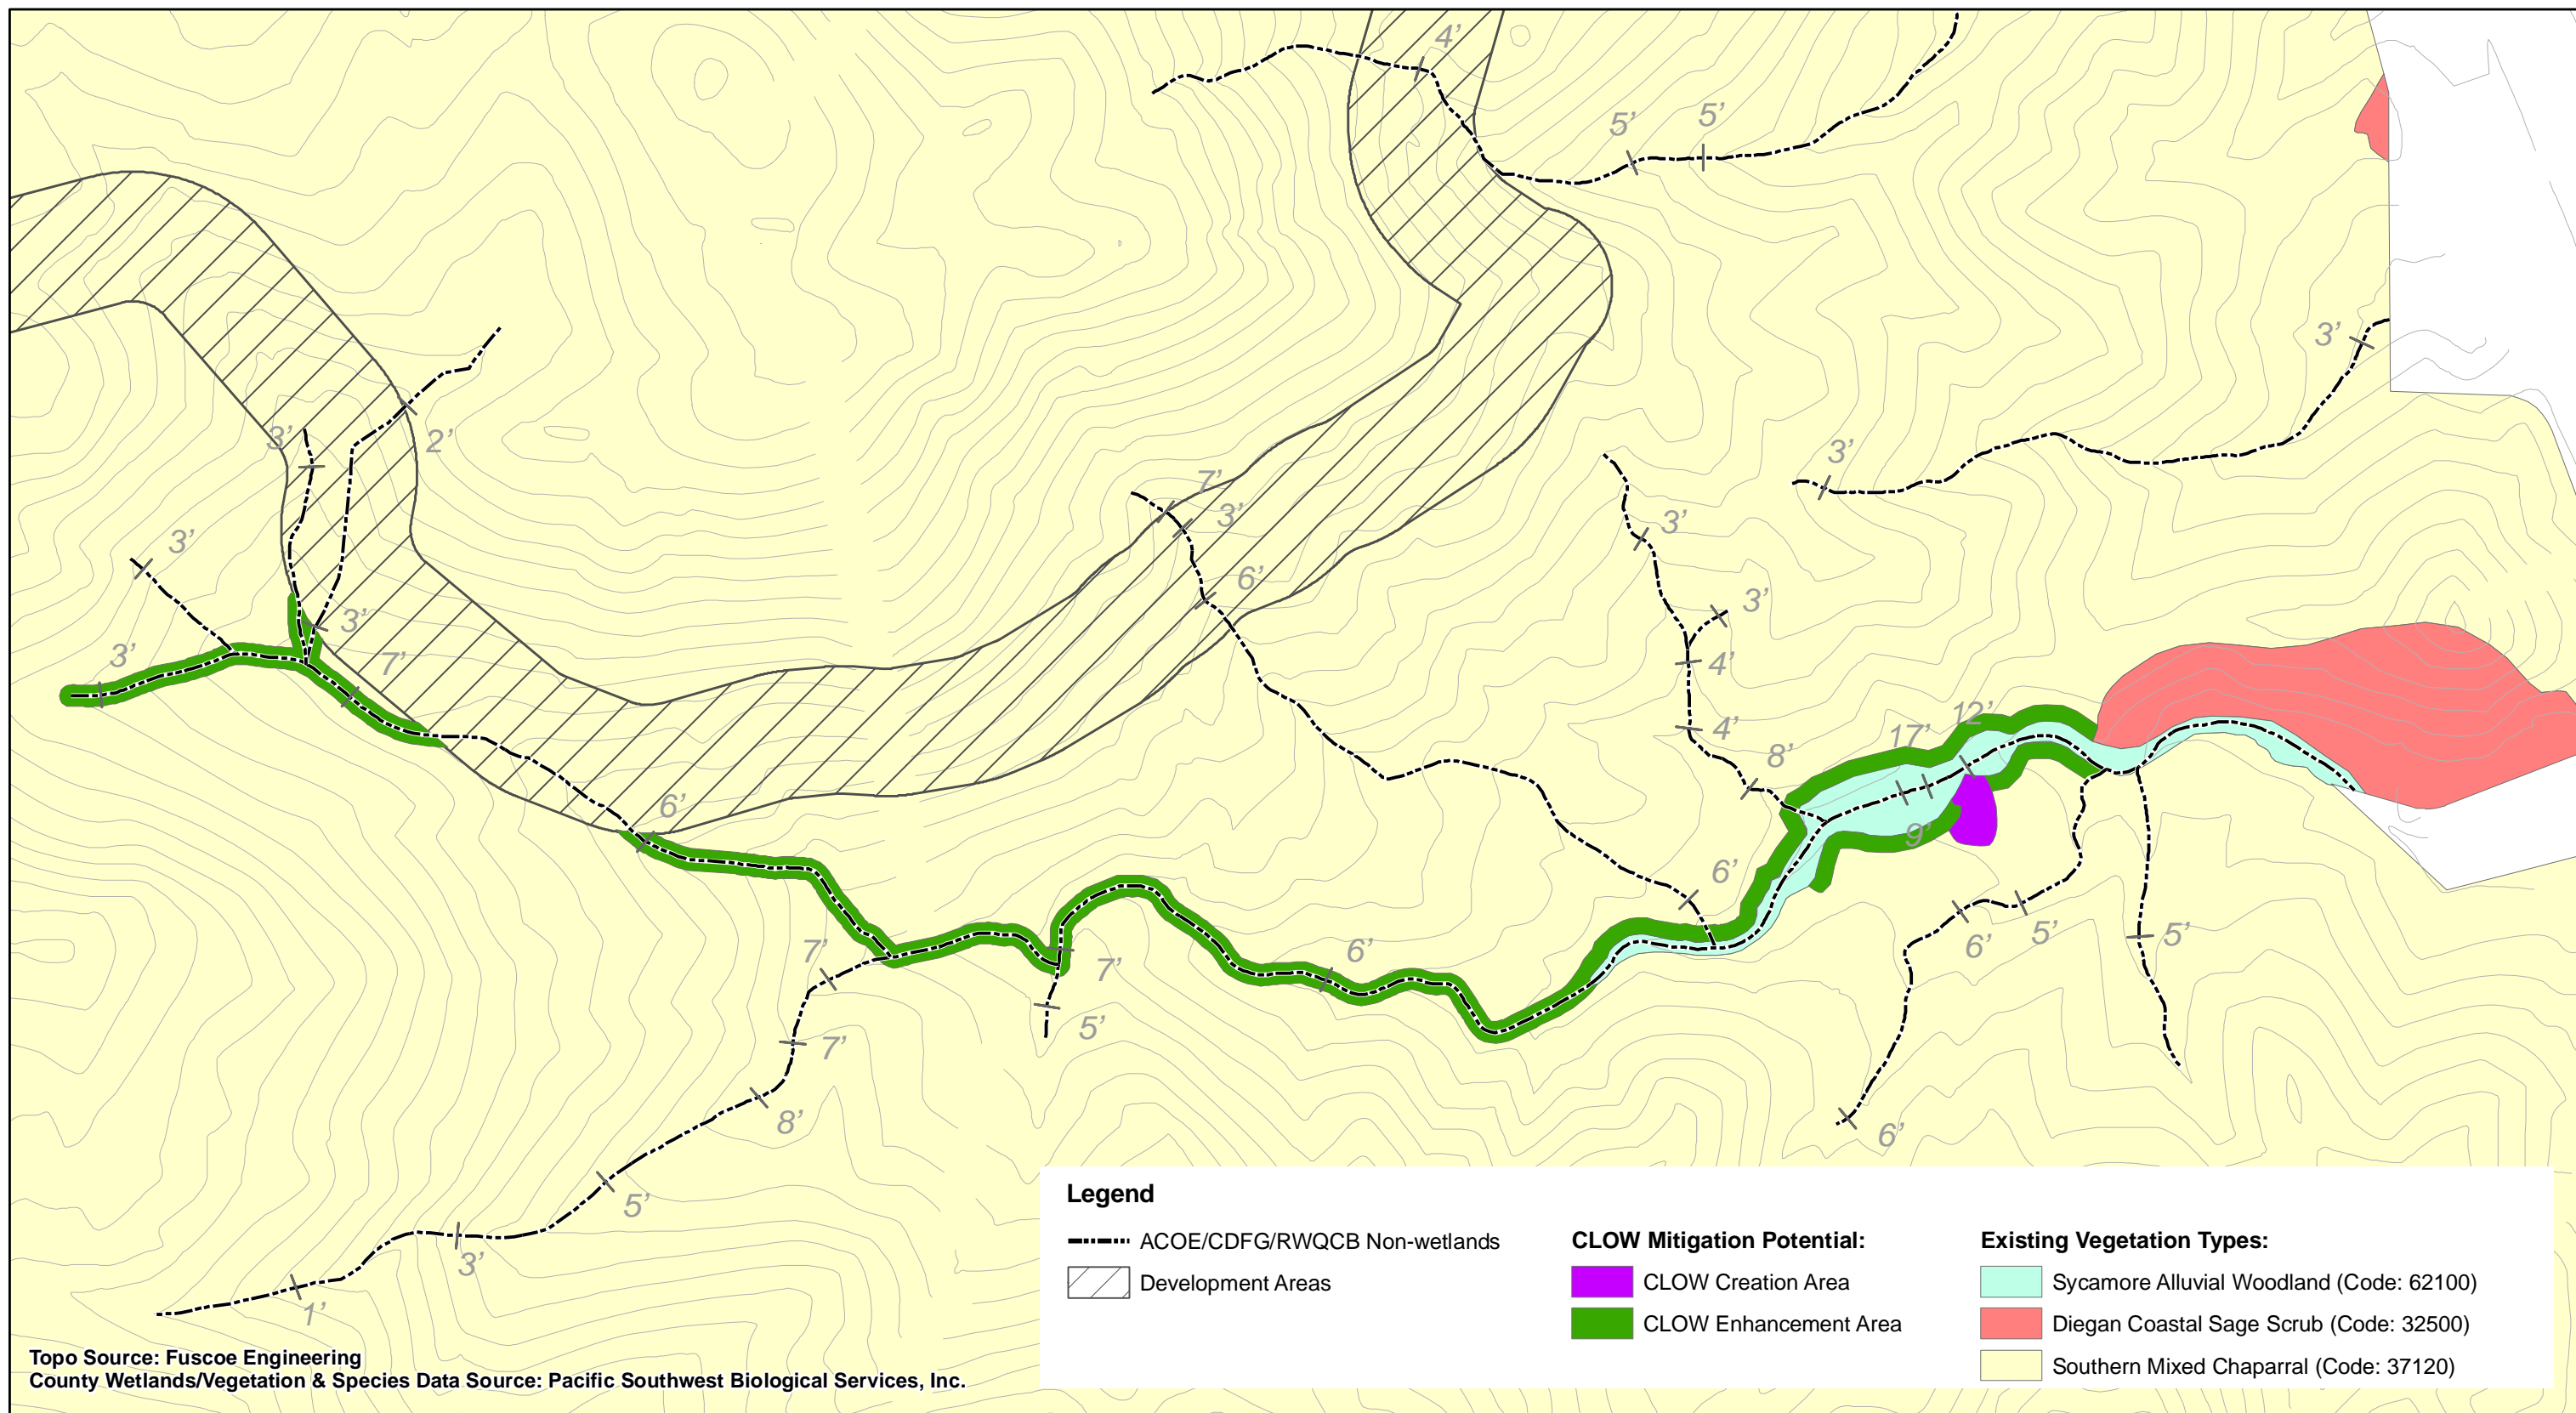 4’
5’ 5’
3’
3’ 2’
3’
7’
3’
3’ 3’
6’
3’
3’
3’
4’
3’ 7’
12’
17’
4’
8’
6’
9’
6’
5’
6’ 5’
7’ 6’
7’
5’
7’
8’
6’
5’
3’
1’
Legend
ACOE/CDFG/RWQCB Non-wetlands
Development Areas
CLOW Mitigation Potential:
CLOW Creation Area
CLOW Enhancement Area
Existing Vegetation Types:
Sycamore Alluvial Woodland (Code: 62100)
Diegan Coastal Sage Scrub (Code: 32500)
Southern Mixed Chaparral (Code: 37120)
Topo Source: Fuscoe Engineering
County Wetlands/Vegetation & Species Data Source: Pacific Southwest Biological Services, Inc.